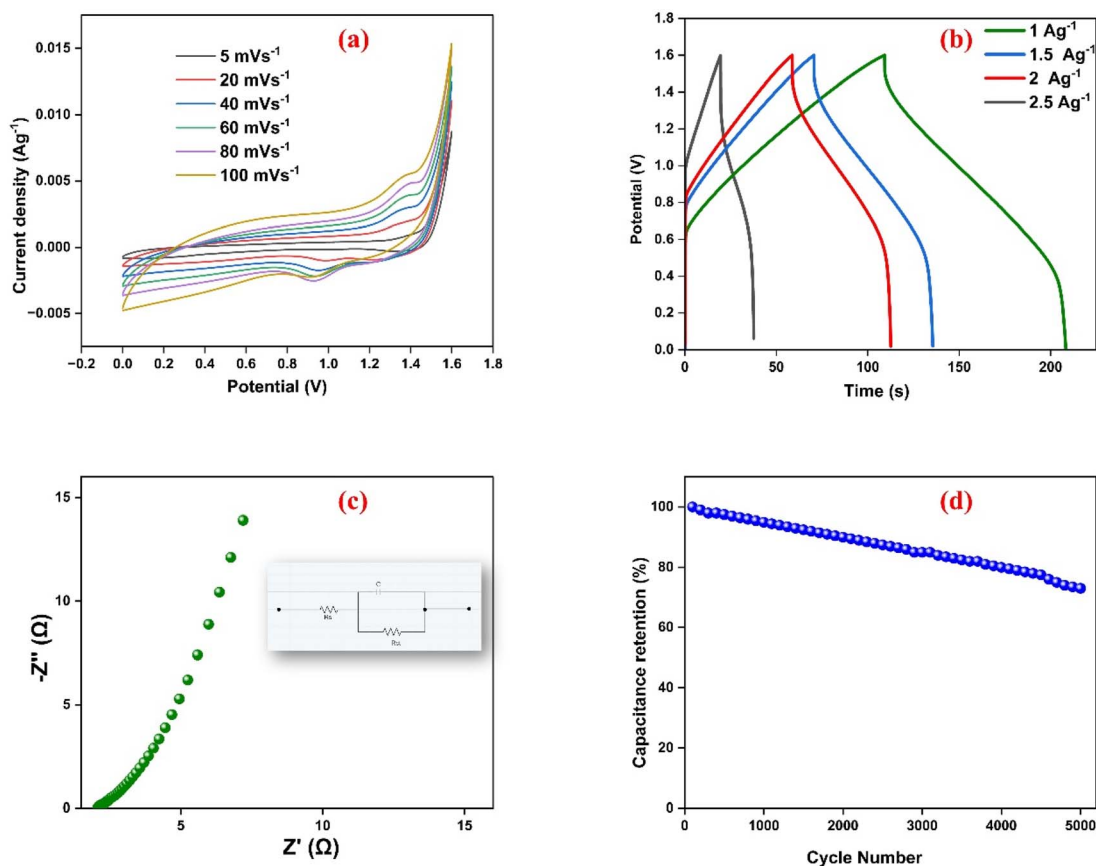 (a)
0.015
0.010
0.005
0.000
−0.005
−0.2 0.0 0.2 0.4 0.6 0.8 1.0 1.2 1.4 1.6 1.8
Current density (Ag⁻¹)
Potential (V)
5 mVs⁻¹
20 mVs⁻¹
40 mVs⁻¹
60 mVs⁻¹
80 mVs⁻¹
100 mVs⁻¹
(b)
1 Ag⁻¹
1.5 Ag⁻¹
2 Ag⁻¹
2.5 Ag⁻¹
1.8
1.6
1.4
1.2
1.0
0.8
0.6
0.4
0.2
0.0
0 50 100 150 200
Potential (V)
Time (s)
(c)
15
10
5
0
5 10 15
-Z'' (Ω)
Z' (Ω)
C
(d)
100
80
60
40
20
0
0 1000 2000 3000 4000 5000
Capacitance retention (%)
Cycle Number